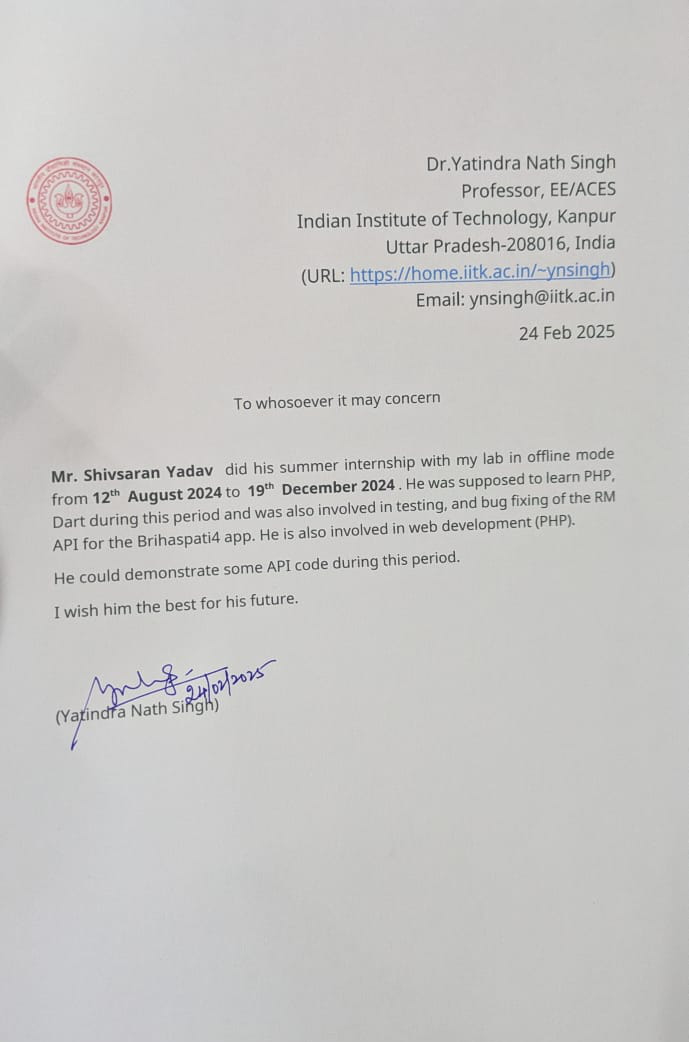 Dr.Yatindra Nath Singh
Professor, EE/ACES
Indian Institute of Technology, Kanpur
Uttar Pradesh-208016, India
(URL: https://home.iitk.ac.in/~ynsingh)
Email: ynsingh@iitk.ac.in
24 Feb 2025
To whosoever it may concern
Mr. Shivsaran Yadav did his summer internship with my lab in offline mode
from 12th August 2024 to 19th December 2024 . He was supposed to learn PHP,
Dart during this period and was also involved in testing, and bug fixing of the RM
API for the Brihaspati4 app. He is also involved in web development (PHP).
He could demonstrate some API code during this period.
I wish him the best for his future.
24/02/2025
(Yatindra Nath Singh)